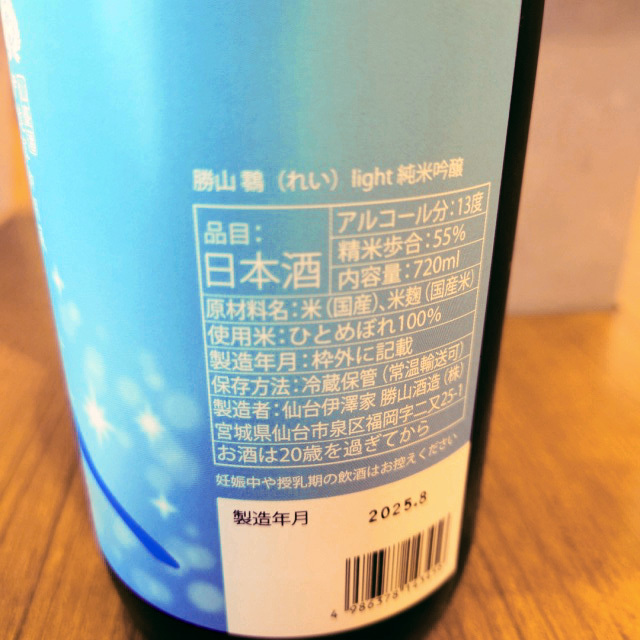 勝山 鸐（れい） light 純米吟醸
品目：
日本酒
アルコール分：13度
精米歩合：55%
内容量：720ml
原材料名：米（国産）、米麹（国産米）
使用米：ひとめぼれ100%
製造年月：枠外に記載
保存方法：冷蔵保管（常温輸送可）
製造者：仙台伊澤家 勝山酒造（株）
宮城県仙台市泉区福岡字二又25-1
お酒は20歳を過ぎてから
妊娠中や授乳期の飲酒はお控えください
製造年月 2025.8